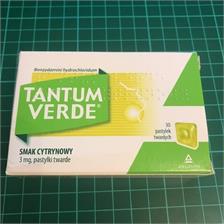 Benzydamini hydrochloridum
TANTUM
VERDE®
SMAK CYTRYNOWY
3 mg, pastylki twarde
30
pastylek
twardych